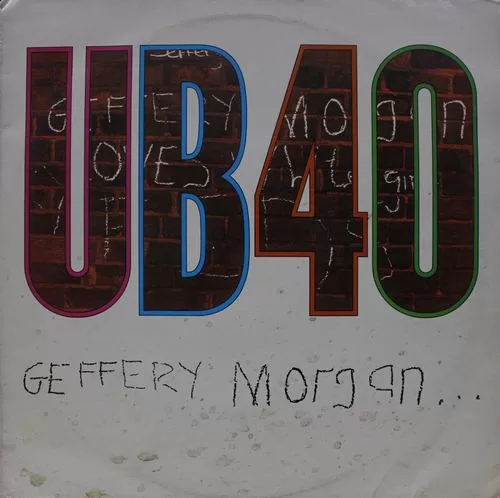 UB40
GEFFERY MOrgan
LOVES
GEFFERY MOrgan...